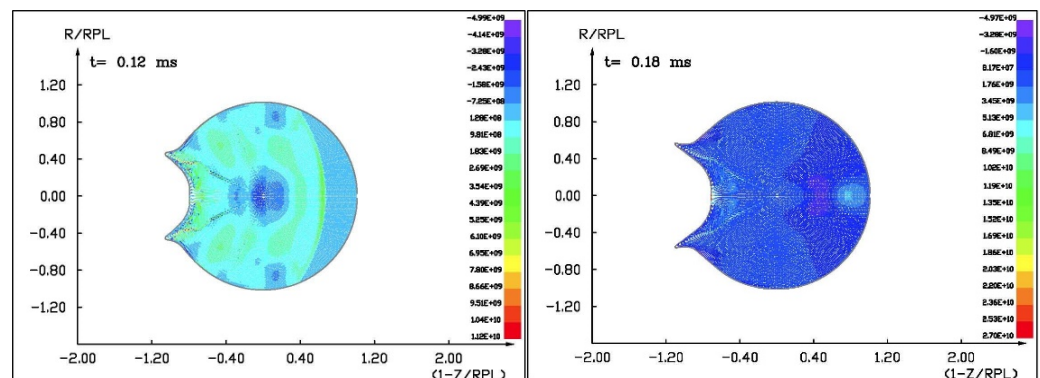 R/RPL
t= 0.12 ms
1.20
0.80
0.40
0.00
-0.40
-0.80
-1.20
-2.00
-1.20
-0.40
0.40
1.20
2.00
(1-Z/RPL)
-4.99E+09
-4.14E+09
-3.28E+09
-2.43E+09
-1.58E+09
-7.25E+08
1.28E+08
9.81E+08
1.83E+09
2.69E+09
3.54E+09
4.39E+09
5.25E+09
6.10E+09
6.95E+09
7.80E+09
8.66E+09
9.51E+09
1.04E+10
1.12E+10
R/RPL
t= 0.18 ms
1.20
0.80
0.40
0.00
-0.40
-0.80
-1.20
-2.00
-1.20
-0.40
0.40
1.20
2.00
(1-Z/RPL)
-4.97E+09
-3.28E+09
-1.60E+09
8.17E+07
1.76E+09
3.45E+09
5.13E+09
6.81E+09
8.49E+09
1.02E+10
1.19E+10
1.35E+10
1.52E+10
1.69E+10
1.86E+10
2.03E+10
2.20E+10
2.36E+10
2.53E+10
2.70E+10